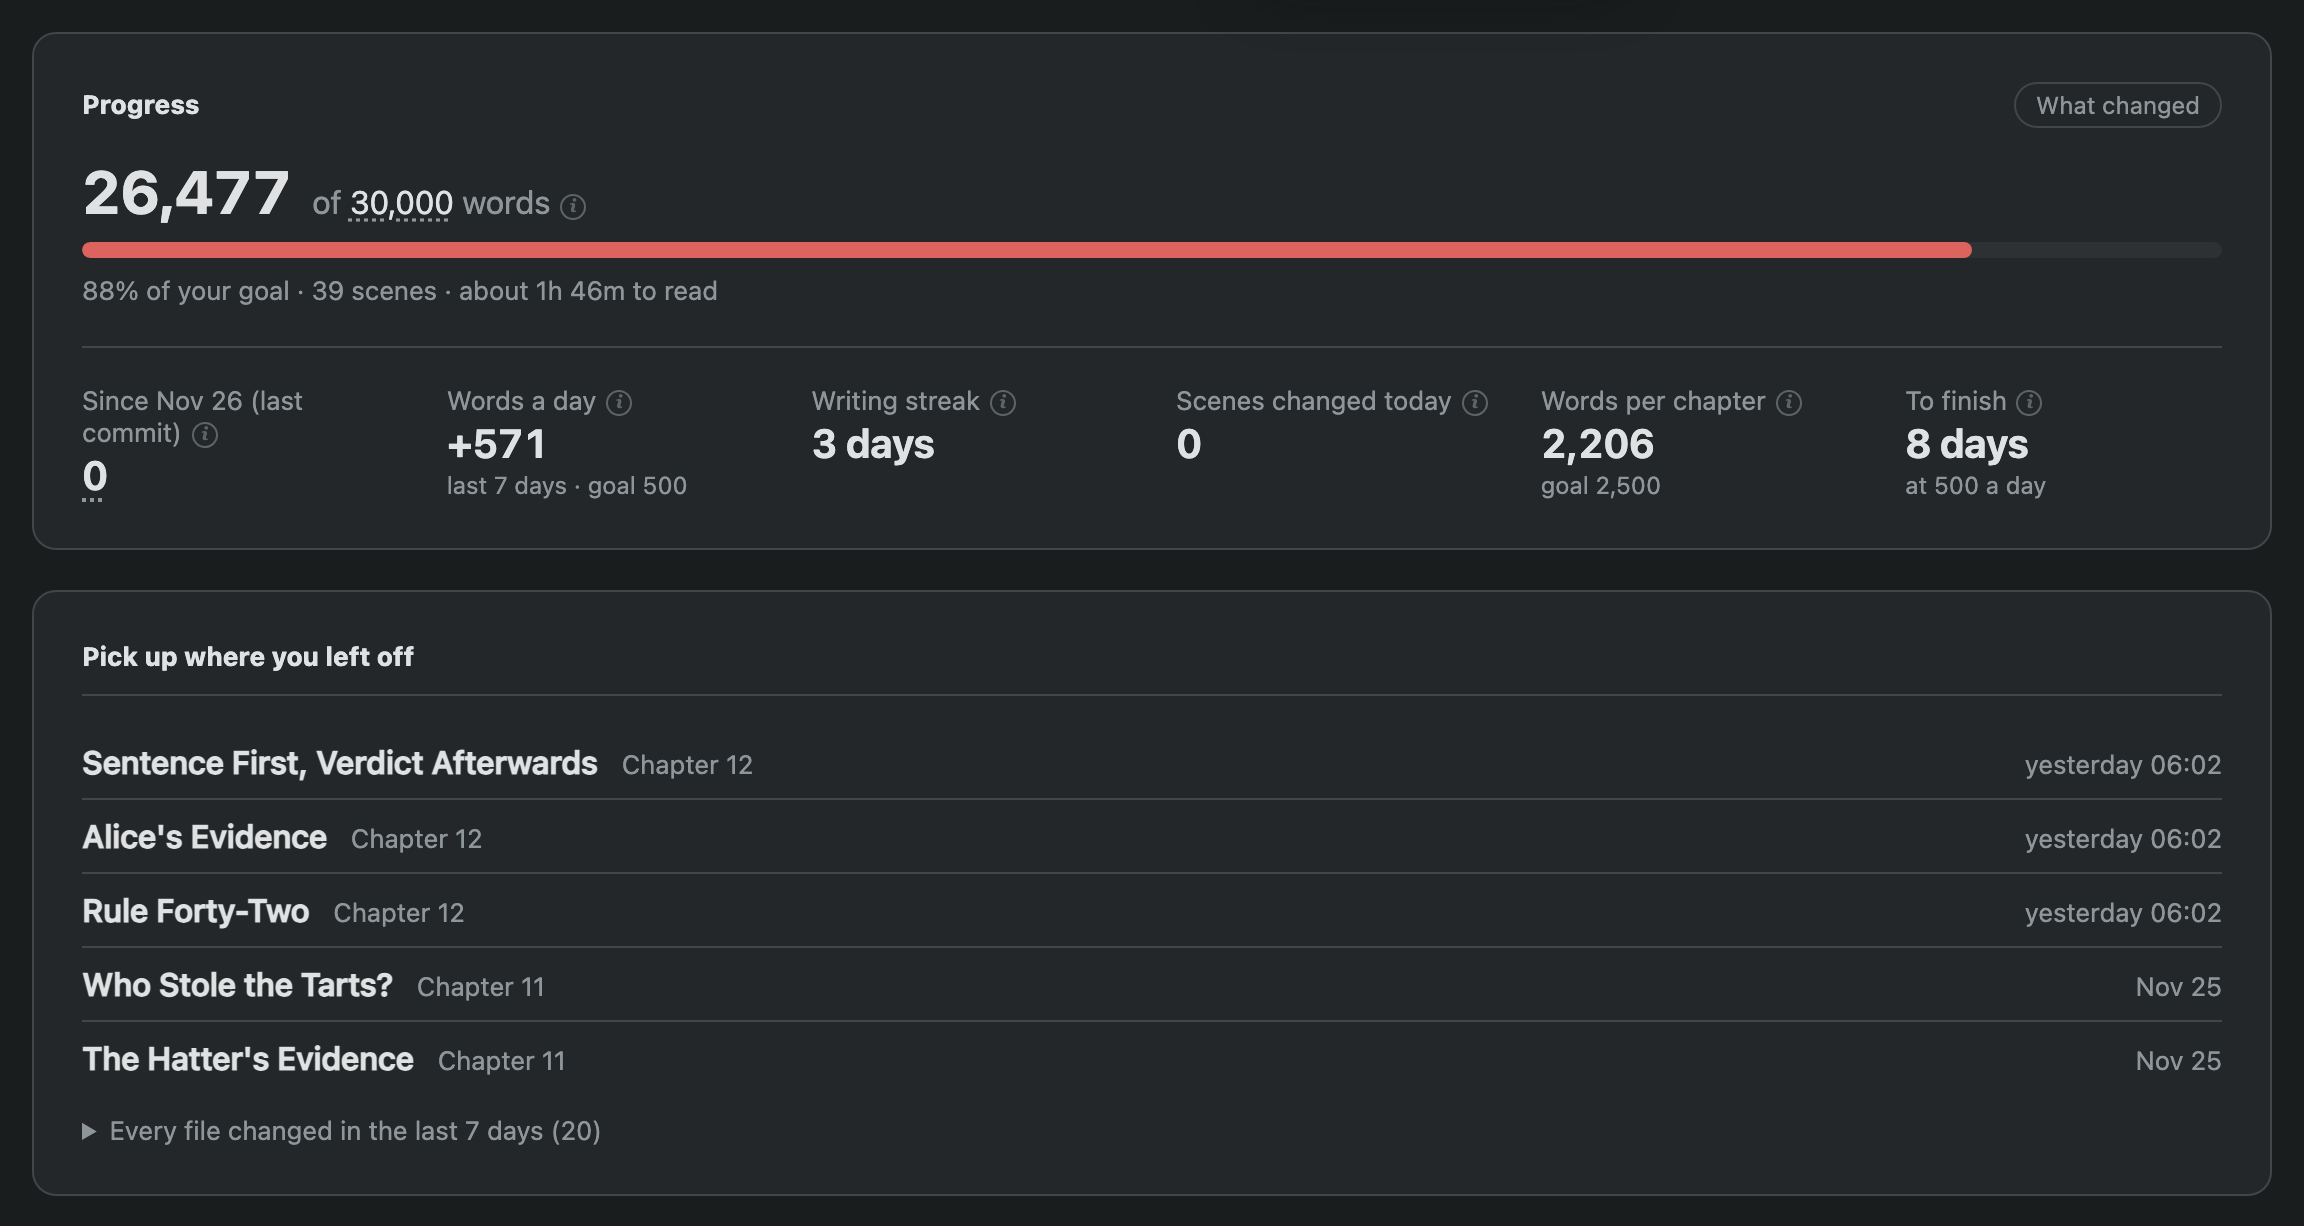 Progress
What changed
26,477 of 30,000 words
88% of your goal · 39 scenes · about 1h 46m to read
Since Nov 26 (last
commit)
0
Words a day
+571
last 7 days · goal 500
Writing streak
3 days
Scenes changed today
0
Words per chapter
2,206
goal 2,500
To finish
8 days
at 500 a day
Pick up where you left off
Sentence First, Verdict Afterwards Chapter 12 yesterday 06:02
Alice's Evidence Chapter 12 yesterday 06:02
Rule Forty-Two Chapter 12 yesterday 06:02
Who Stole the Tarts? Chapter 11 Nov 25
The Hatter's Evidence Chapter 11 Nov 25
Every file changed in the last 7 days (20)